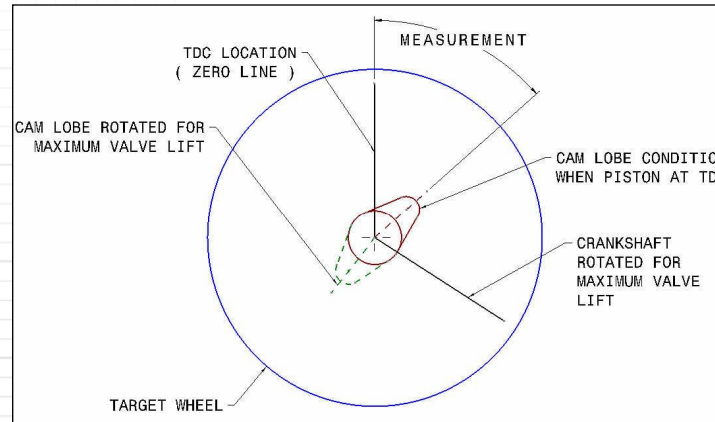 MEASUREMENT
TDC LOCATION
( ZERO LINE )
CAM LOBE ROTATED FOR
MAXIMUM VALVE LIFT
CAM LOBE CONDITIO
WHEN PISTON AT TD
CRANKSHAFT
ROTATED FOR
MAXIMUM VALVE
LIFT
TARGET WHEEL